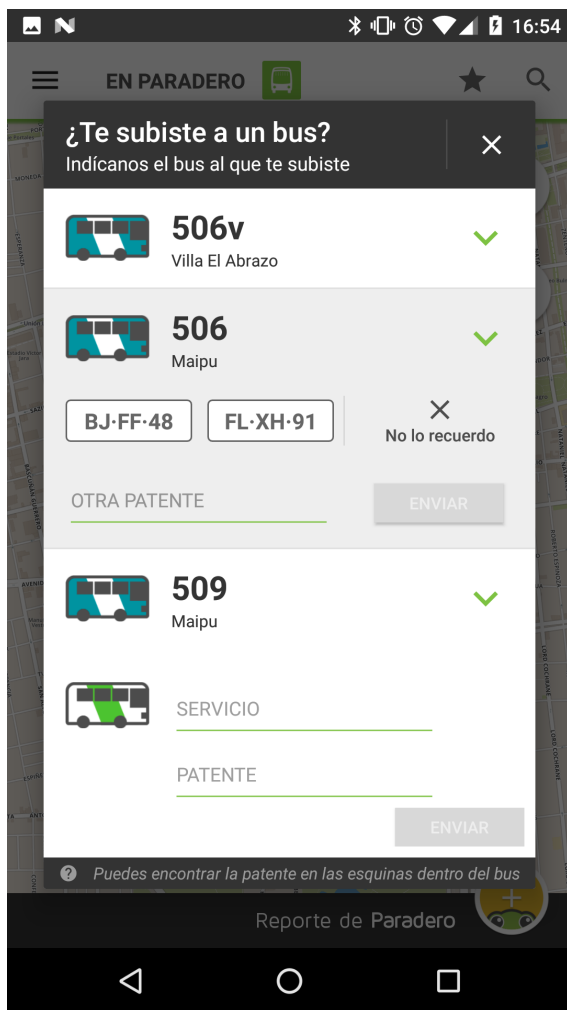 16:54
EN PARADERO
¿Te subiste a un bus?
Indícanos el bus al que te subiste
506v
Villa El Abrazo
506
Maipu
BJ·FF·48
FL·XH·91
No lo recuerdo
OTRA PATENTE
ENVIAR
509
Maipu
SERVICIO
PATENTE
ENVIAR
Puedes encontrar la patente en las esquinas dentro del bus
Reporte de Paradero